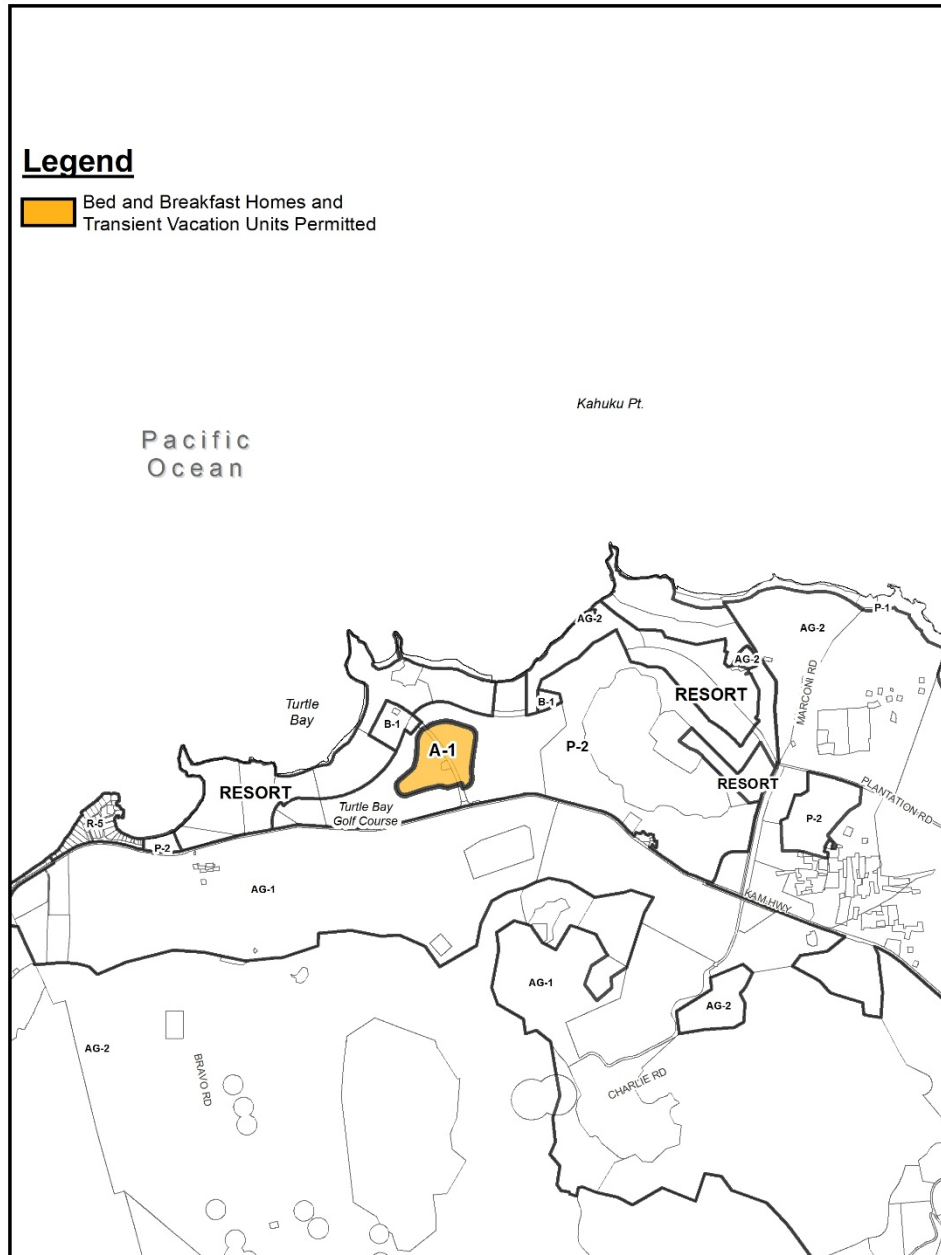 Legend
Bed and Breakfast Homes and
Transient Vacation Units Permitted
Kahuku Pt.
Pacific
Ocean
P-1
AG-2
AG-2
MARCONI RD
AG-2
RESORT
Turtle
Bay
B-1
B-1
A-1
P-2
RESORT
PLANTATION RD
RESORT
Turtle Bay
Golf Course
R-5
P-2
P-2
AG-1
KAM HWY
AG-1
AG-2
AG-2
BRAVO RD
CHARLIE RD